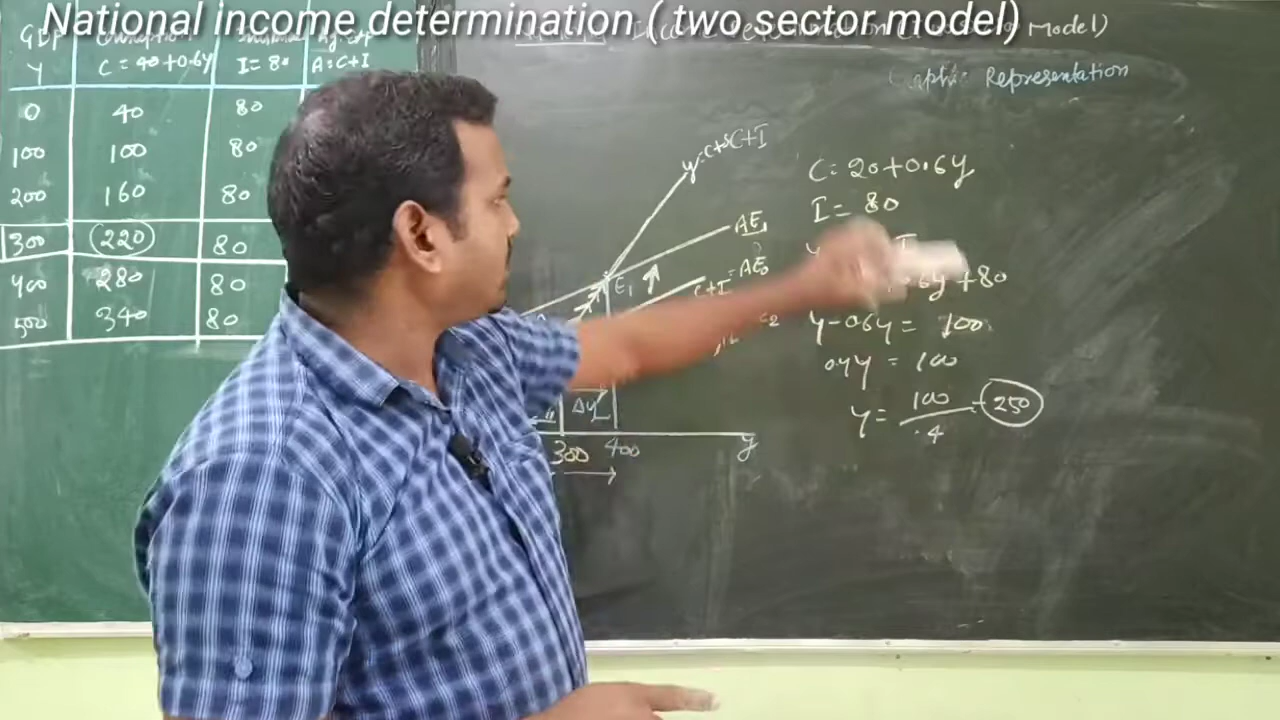 National income determination ( two sector model)
Model)
Graphic Representation
GDP
Y
C = 40+0.6Y
I = 80
A: C+I
0 40 80
100 100 80
200 160 80
300 220 80
400 280 80
500 340 80
y=C+S
C+I
AE1
C+I = AE0
E1
ΔY
300 400
y
C = 20+0.6y
I = 80
.6y +80
y-0.6y = 100
0.4y = 100
y = 100 / .4 = 250